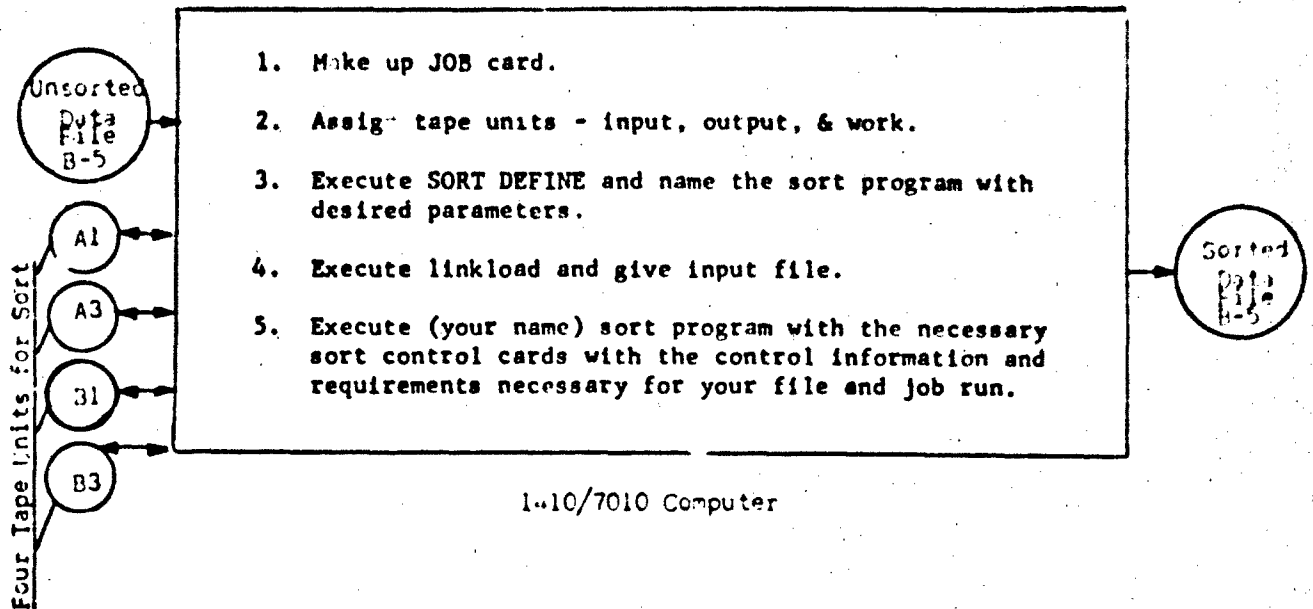 Unsorted
Data
File
B-5
1. Make up JOB card.
2. Assig tape units - input, output, & work.
3. Execute SORT DEFINE and name the sort program with
desired parameters.
4. Execute linkload and give input file.
5. Execute (your name) sort program with the necessary
sort control cards with the control information and
requirements necessary for your file and job run.
A1
A3
B1
B3
Four Tape Units for Sort
Sorted
Data
File
B-5
1410/7010 Computer